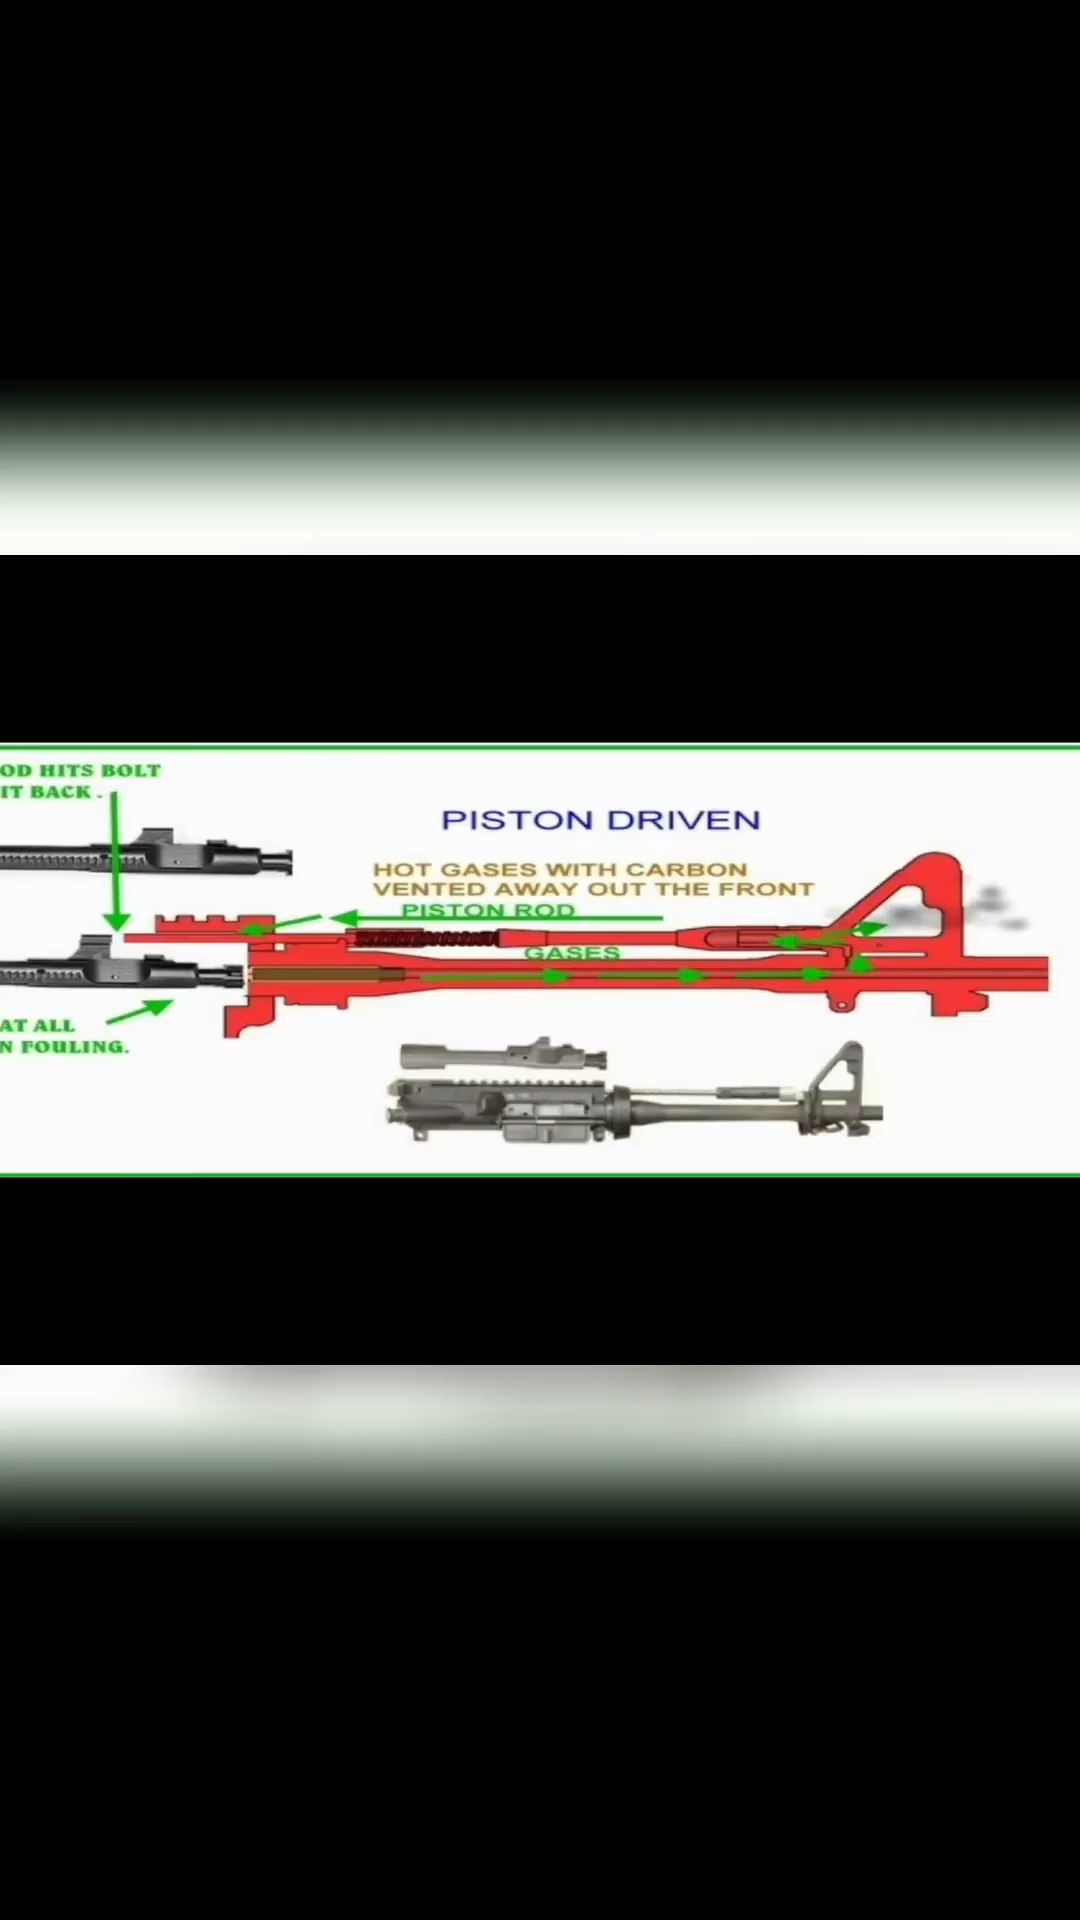 OD HITS BOLT
IT BACK.
PISTON DRIVEN
HOT GASES WITH CARBON
VENTED AWAY OUT THE FRONT
PISTON ROD
GASES
AT ALL
N FOULING.